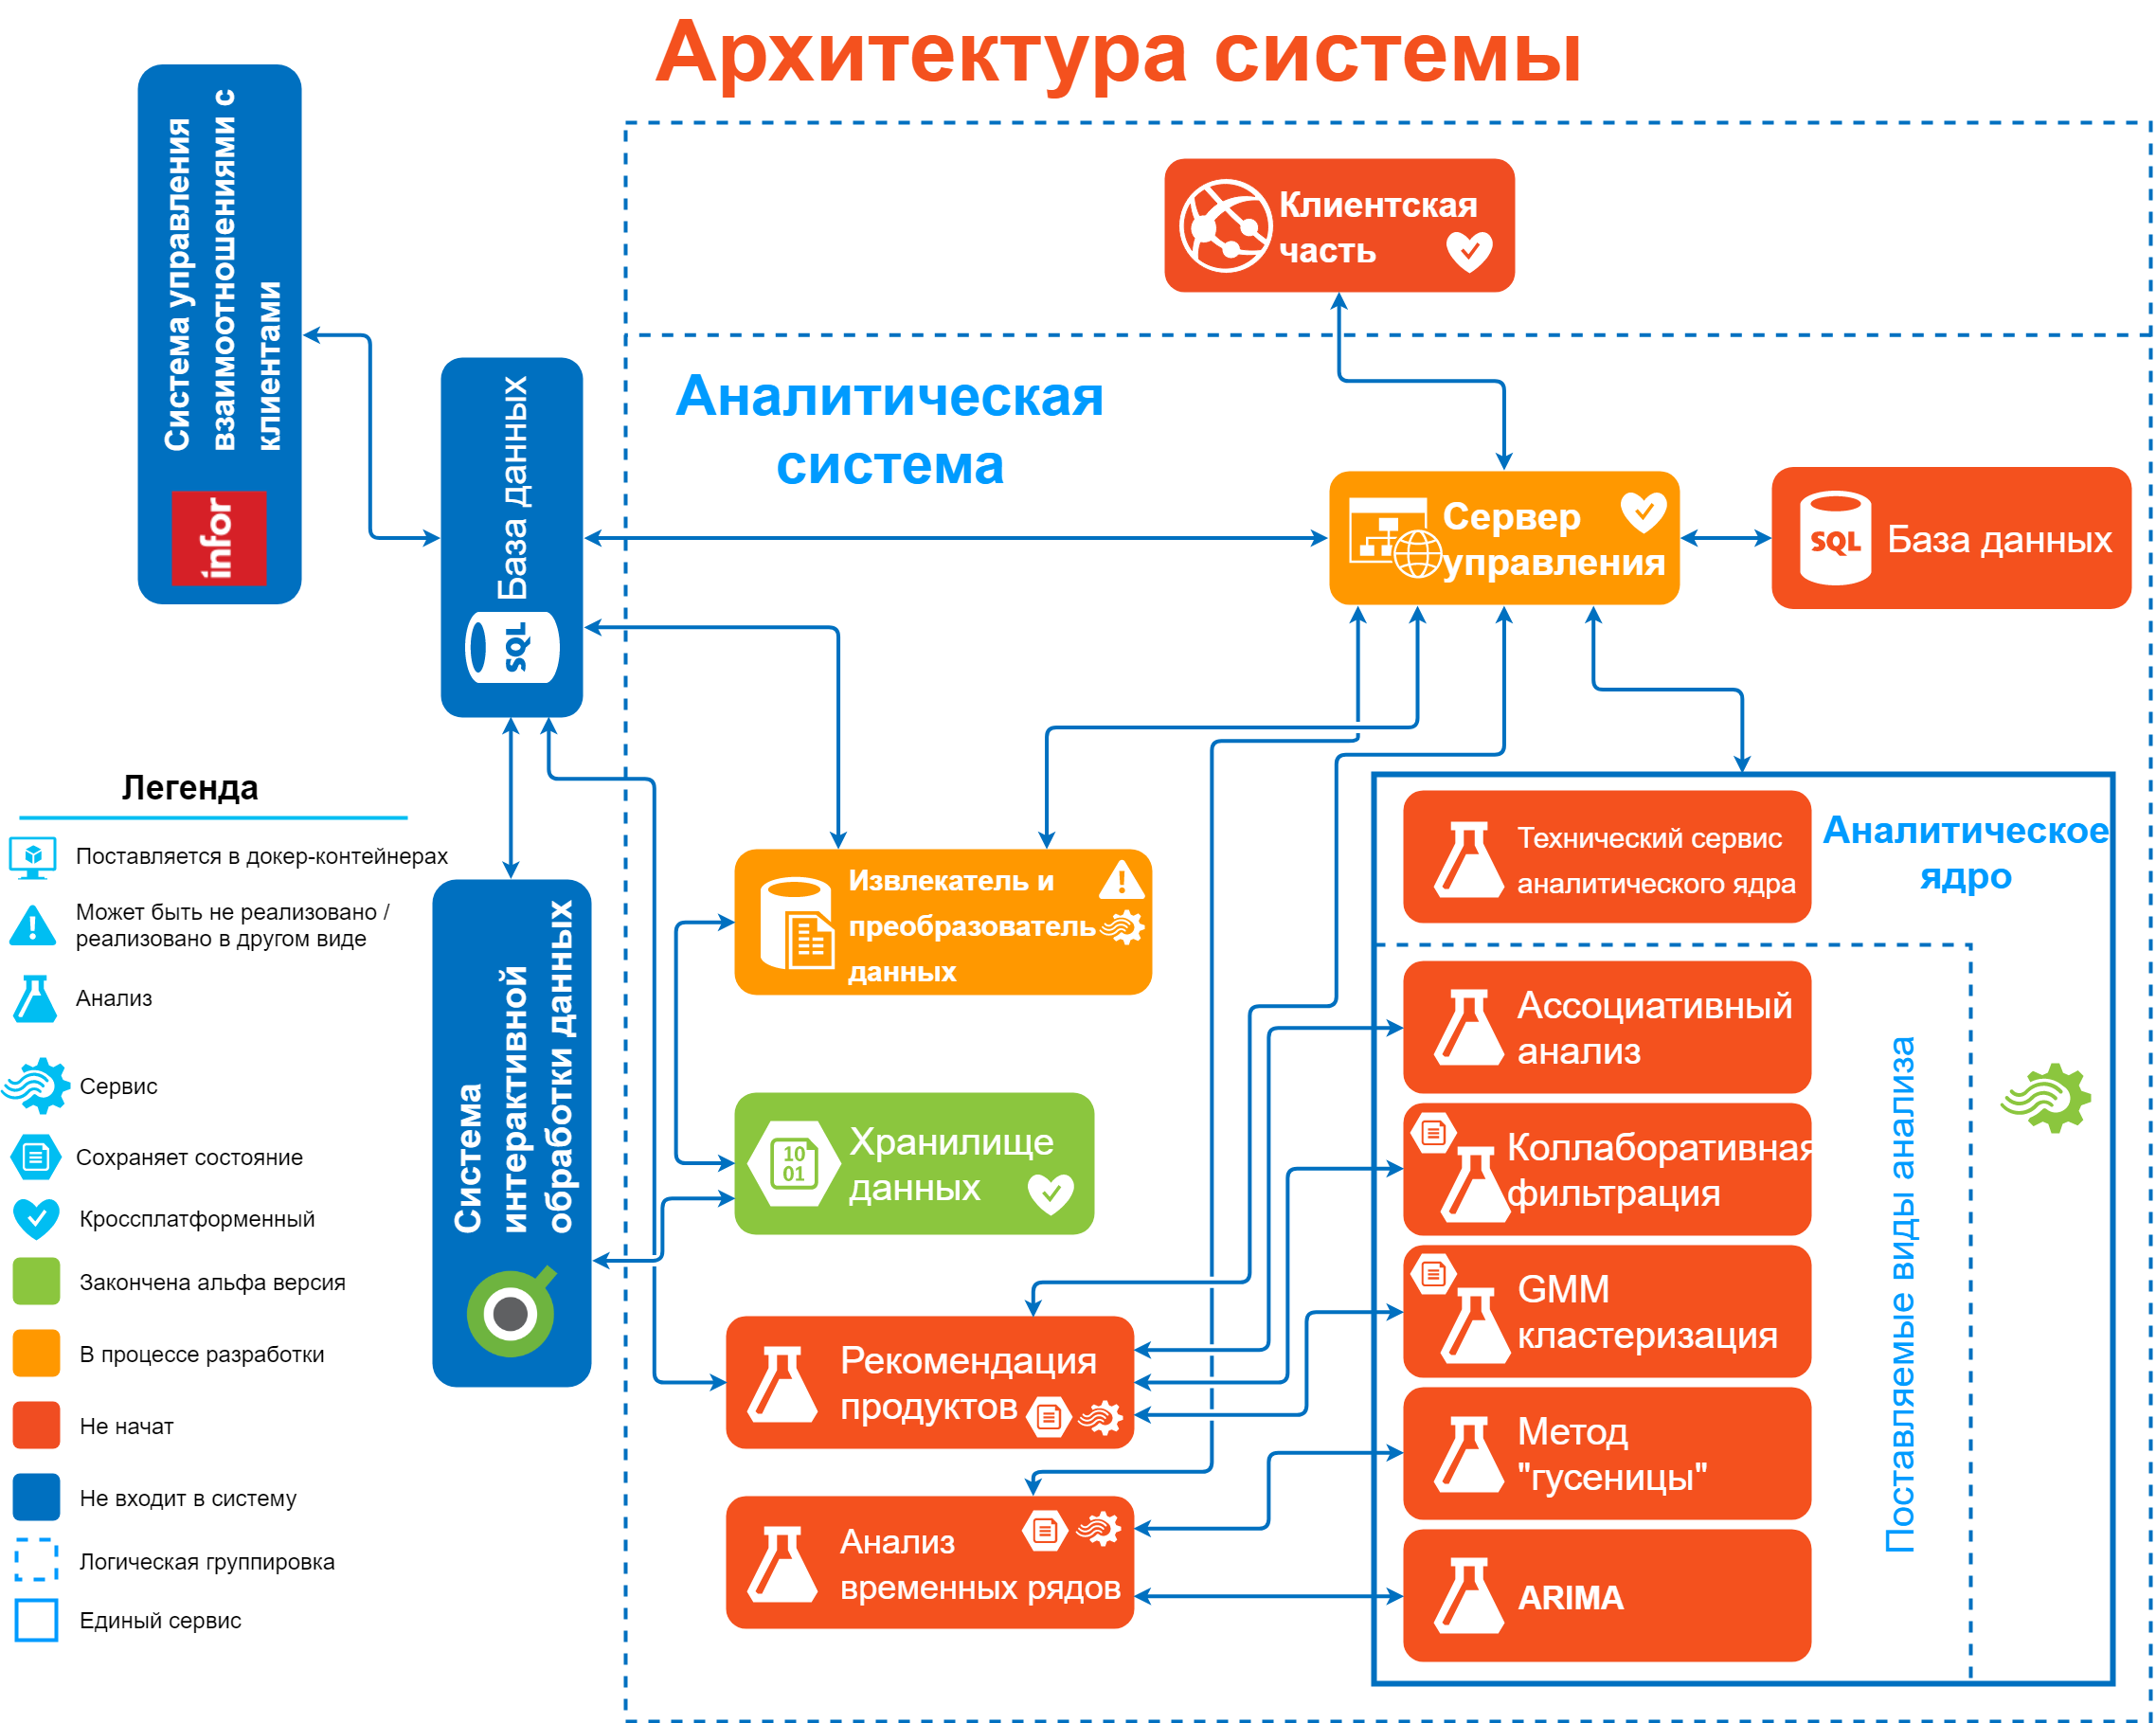 Архитектура системы
Система управления
взаимоотношениями с
клиентами
infor
База данных
SQL
Клиентская
часть
Аналитическая
система
Сервер
управления
SQL
База данных
Легенда
Поставляется в докер-контейнерах
Может быть не реализовано /
реализовано в другом виде
Анализ
Сервис
Сохраняет состояние
Кроссплатформенный
Закончена альфа версия
В процессе разработки
Не начат
Не входит в систему
Логическая группировка
Единый сервис
Система
интерактивной
обработки данных
Извлекатель и
преобразователь
данных
10
01
Хранилище
данных
Рекомендация
продуктов
Анализ
временных рядов
Аналитическое
ядро
Технический сервис
аналитического ядра
Ассоциативный
анализ
Коллаборативная
фильтрация
GMM
кластеризация
Метод
"гусеницы"
ARIMA
Поставляемые виды анализа